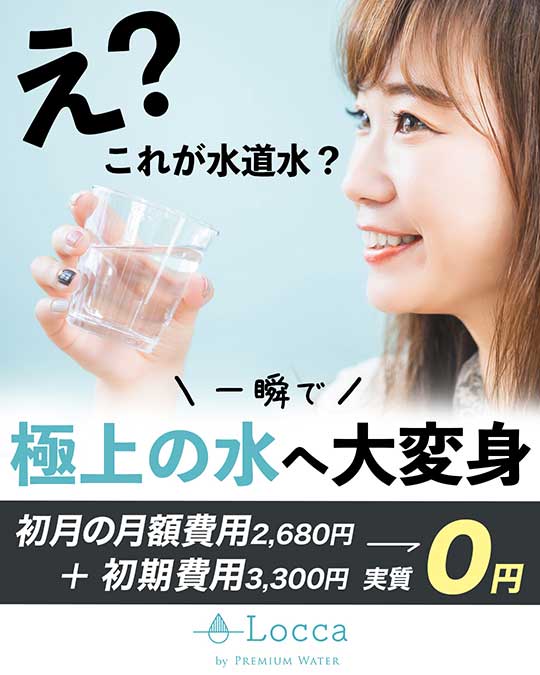 え？
これが水道水？
\ 一瞬で /
極上の水へ大変身
初月の月額費用2,680円
＋ 初期費用3,300円 → 実質0円
Locca
by PREMIUM WATER